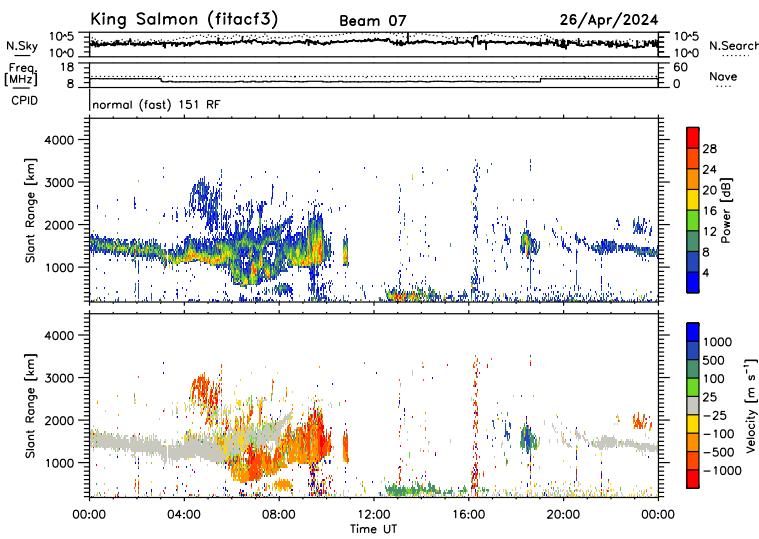 King Salmon (fitacf3) Beam 07 26/Apr/2024
N.Sky 10^5 10^0 10^5 10^0 N.Search
Freq. [MHz] 18 8 60 0 Nave
CPID normal (fast) 151 RF
Slant Range [km]
4000
3000
2000
1000
28
24
20
16
12
8
4
Power [dB]
Slant Range [km]
4000
3000
2000
1000
1000
500
100
25
−25
−100
−500
−1000
Velocity [m s⁻¹]
00:00 04:00 08:00 12:00 16:00 20:00 00:00
Time UT